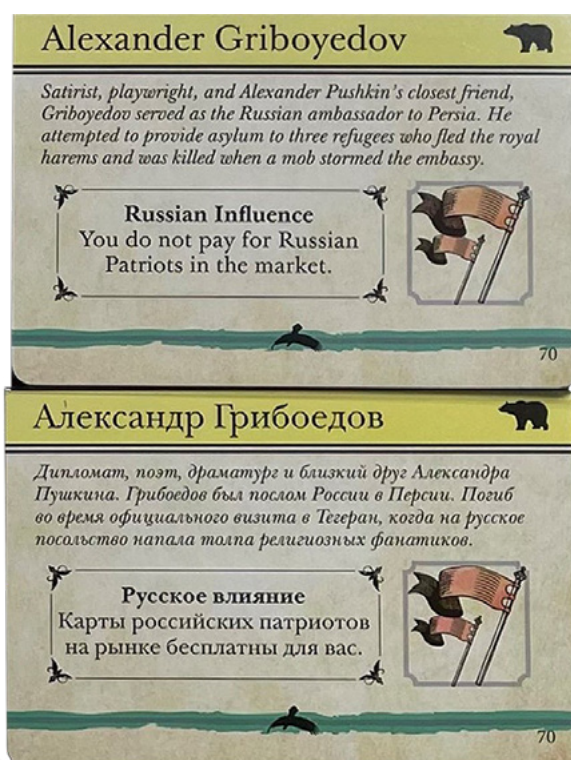 Alexander Griboyedov
Satirist, playwright, and Alexander Pushkin's closest friend,
Griboyedov served as the Russian ambassador to Persia. He
attempted to provide asylum to three refugees who fled the royal
harems and was killed when a mob stormed the embassy.
Russian Influence
You do not pay for Russian
Patriots in the market.
70
Александр Грибоедов
Дипломат, поэт, драматург и близкий друг Александра
Пушкина. Грибоедов был послом России в Персии. Погиб
во время официального визита в Тегеран, когда на русское
посольство напала толпа религиозных фанатиков.
Русское влияние
Карты российских патриотов
на рынке бесплатны для вас.
70